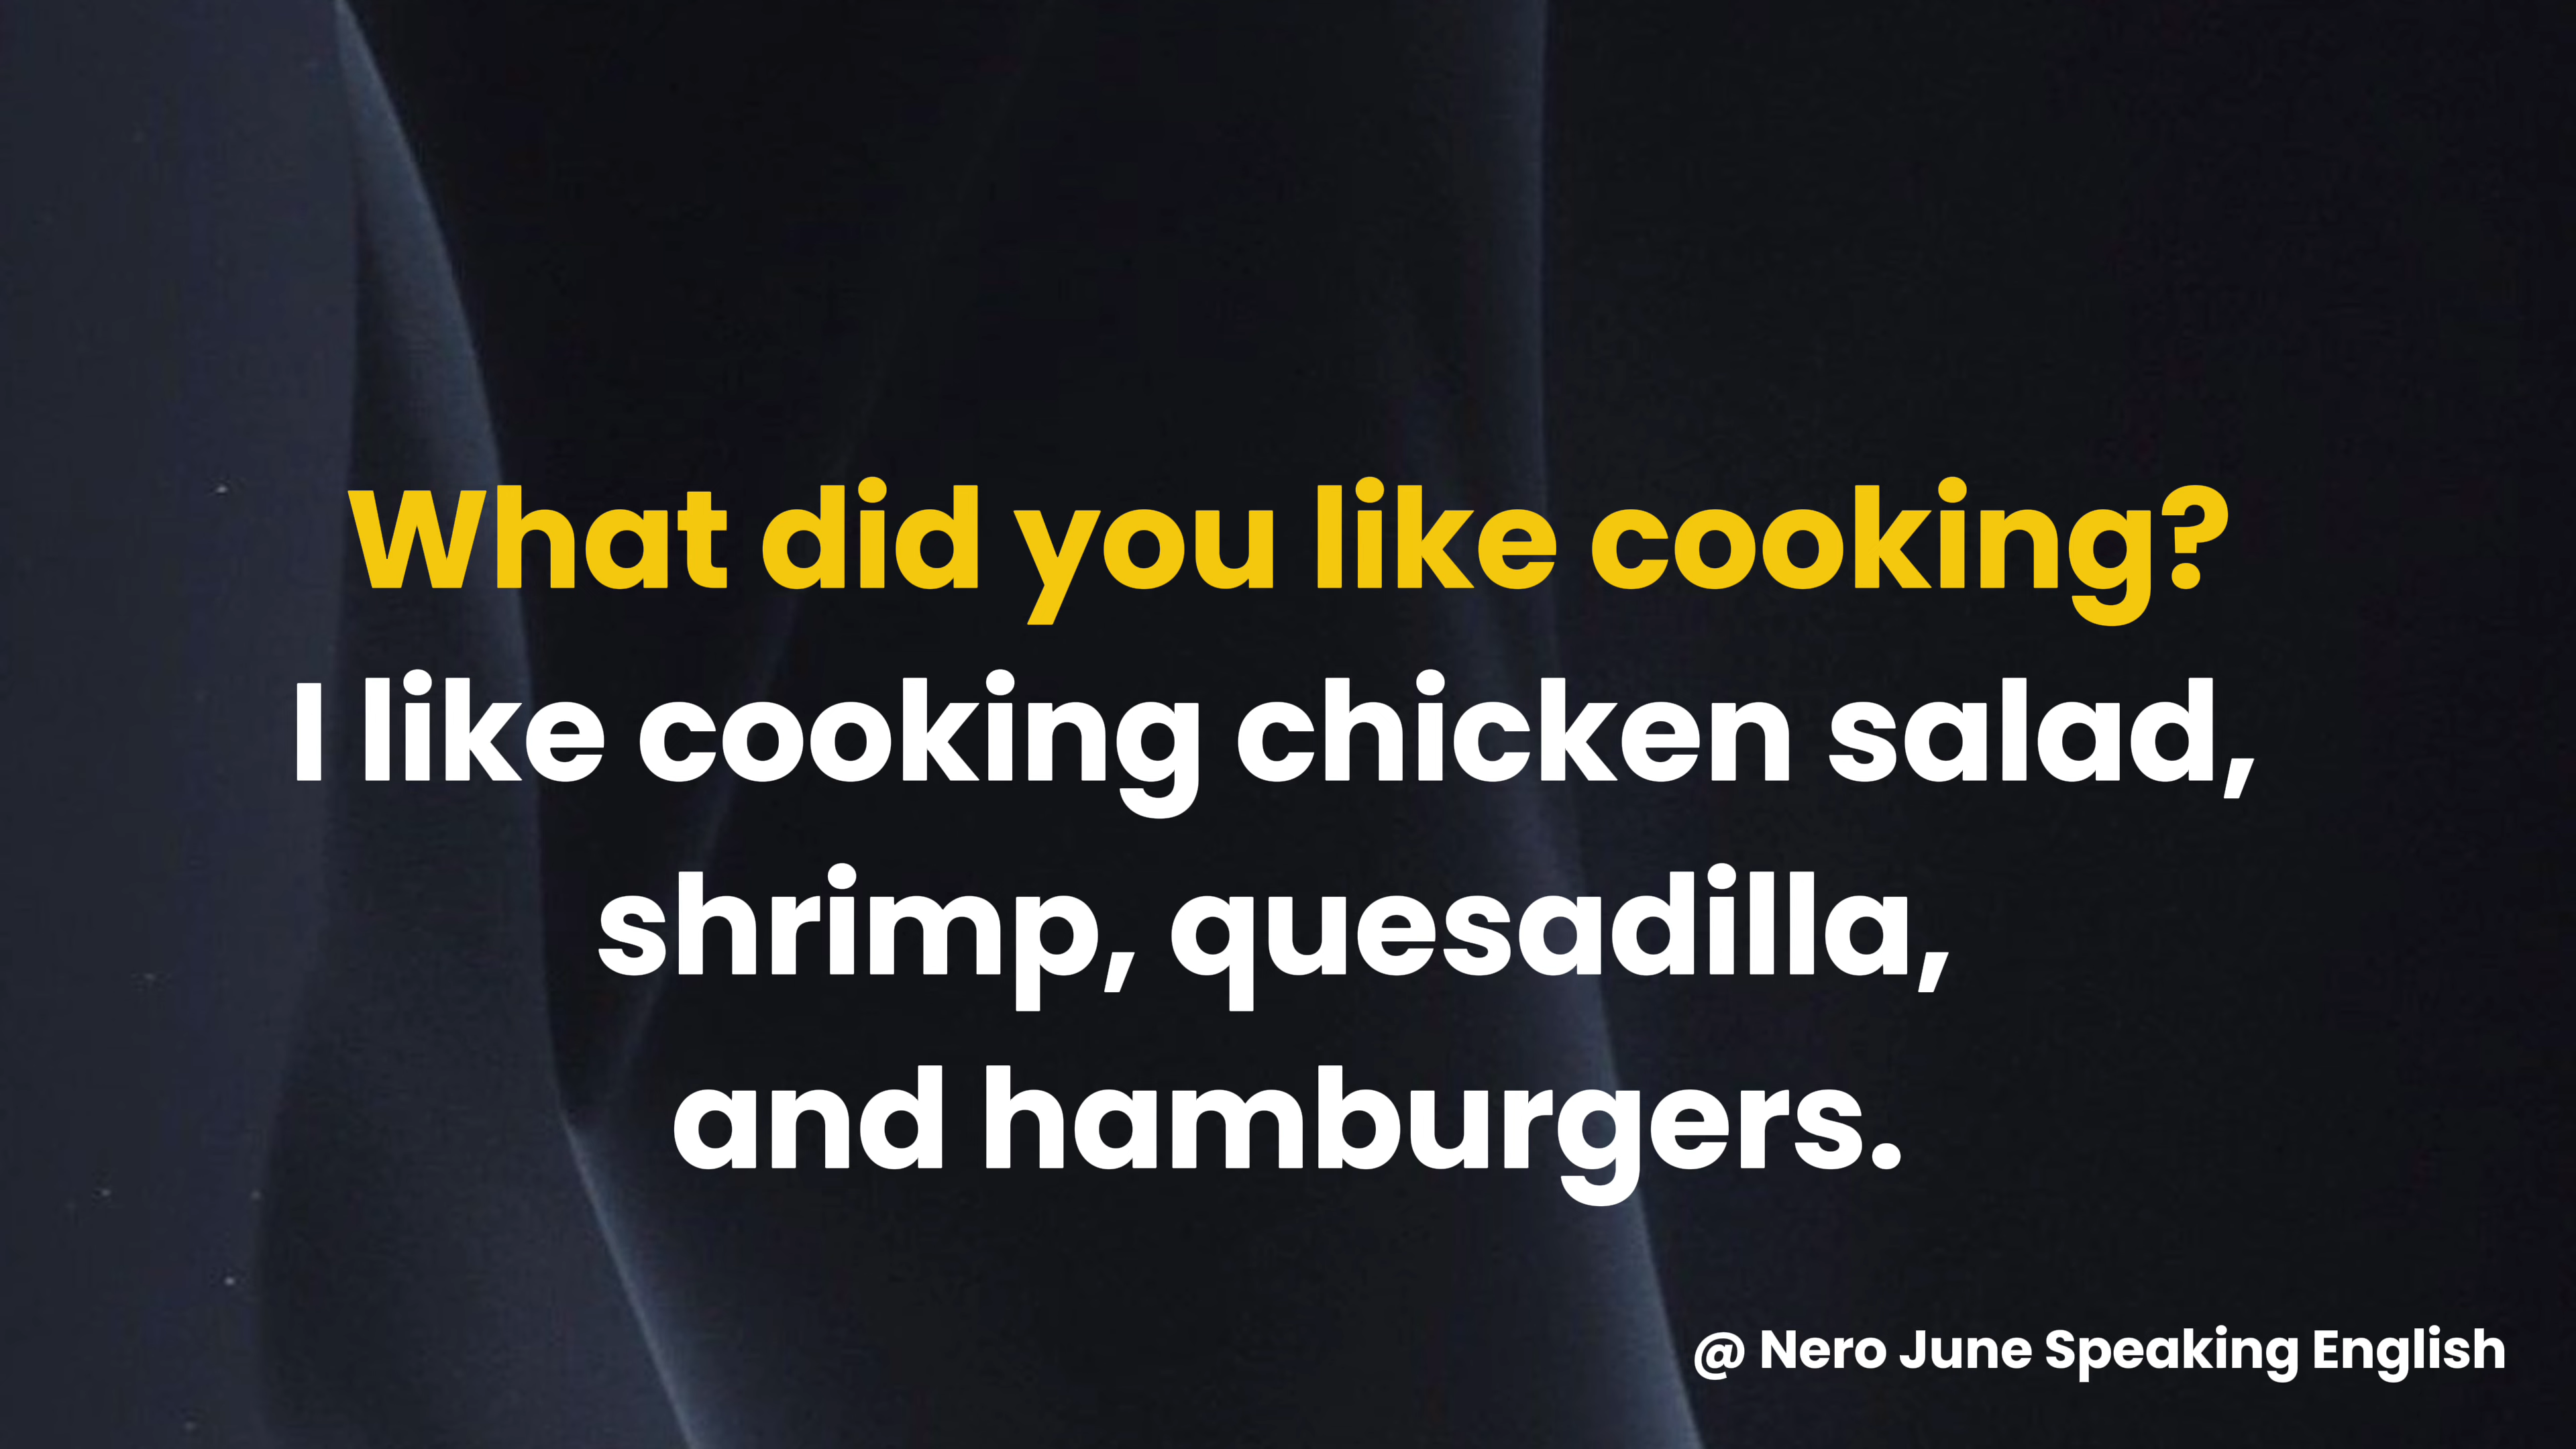 What did you like cooking?
I like cooking chicken salad,
shrimp, quesadilla,
and hamburgers.
@ Nero June Speaking English